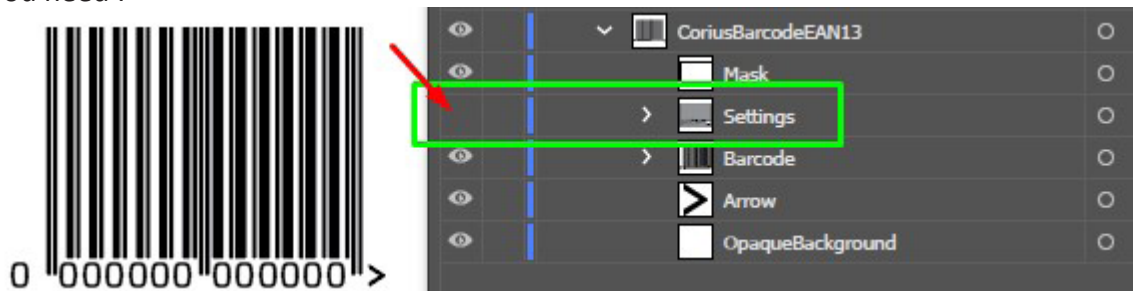 CoriusBarcodeEAN13
Mask
Settings
Barcode
Arrow
OpaqueBackground
0 000000 000000 >